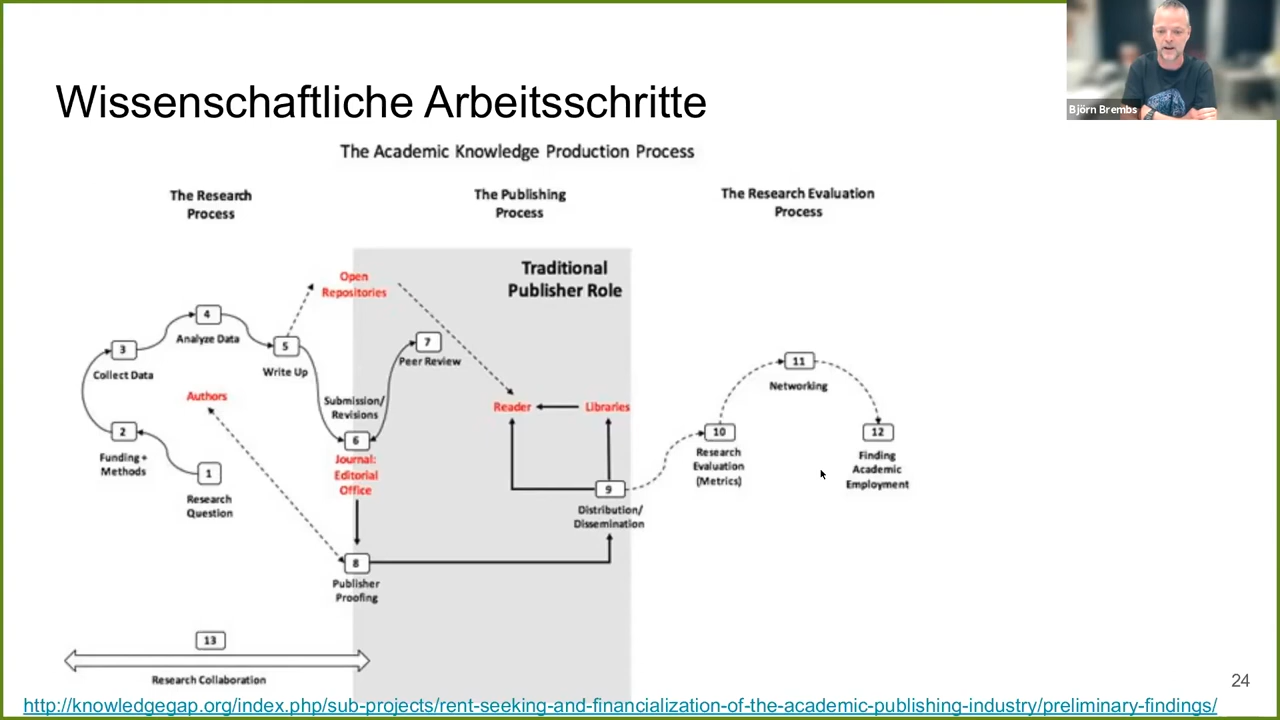 Björn Brembs
Wissenschaftliche Arbeitsschritte
The Academic Knowledge Production Process
The Research
Process
The Publishing
Process
The Research Evaluation
Process
Traditional
Publisher Role
Open
Repositories
4
Analyze Data
3
Collect Data
5
Write Up
7
Peer Review
11
Networking
Authors
Submission/
Revisions
Reader
Libraries
2
Funding +
Methods
1
Research
Question
6
Journal:
Editorial
Office
10
Research
Evaluation
(Metrics)
12
Finding
Academic
Employment
9
Distribution/
Dissemination
8
Publisher
Proofing
13
Research Collaboration
24
http://knowledgegap.org/index.php/sub-projects/rent-seeking-and-financialization-of-the-academic-publishing-industry/preliminary-findings/